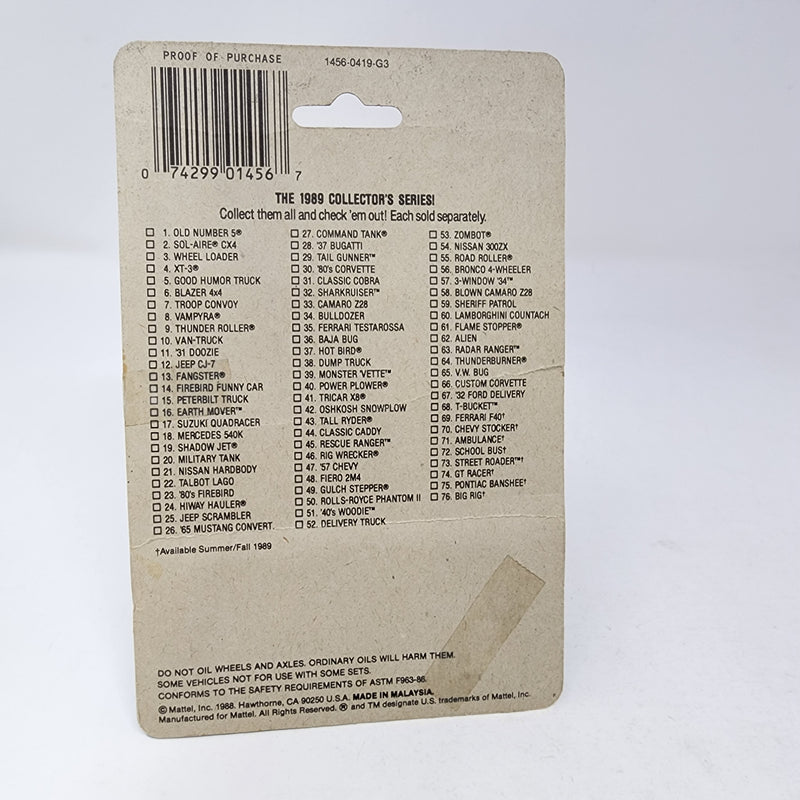 PROOF OF PURCHASE
1456-0419-G3
0 74299 01456 7
THE 1989 COLLECTOR'S SERIES!
Collect them all and check 'em out! Each sold separately.
☐ 1. OLD NUMBER 5®
☐ 2. SOL-AIRE® CX4
☐ 3. WHEEL LOADER
☐ 4. XT-3®
☐ 5. GOOD HUMOR TRUCK
☐ 6. BLAZER 4x4
☐ 7. TROOP CONVOY
☐ 8. VAMPYRA®
☐ 9. THUNDER ROLLER®
☐ 10. VAN-TRUCK
☐ 11. '31 DOOZIE
☐ 12. JEEP CJ-7
☐ 13. FANGSTER®
☐ 14. FIREBIRD FUNNY CAR
☐ 15. PETERBILT TRUCK
☐ 16. EARTH MOVER™
☐ 17. SUZUKI QUADRACER
☐ 18. MERCEDES 540K
☐ 19. SHADOW JET®
☐ 20. MILITARY TANK
☐ 21. NISSAN HARDBODY
☐ 22. TALBOT LAGO
☐ 23. '80's FIREBIRD
☐ 24. HIWAY HAULER®
☐ 25. JEEP SCRAMBLER
☐ 26. '65 MUSTANG CONVERT.
☐ 27. COMMAND TANK®
☐ 28. '37 BUGATTI
☐ 29. TAIL GUNNER™
☐ 30. '80's CORVETTE
☐ 31. CLASSIC COBRA
☐ 32. SHARKRUISER™
☐ 33. CAMARO Z28
☐ 34. BULLDOZER
☐ 35. FERRARI TESTAROSSA
☐ 36. BAJA BUG
☐ 37. HOT BIRD®
☐ 38. DUMP TRUCK
☐ 39. MONSTER 'VETTE™
☐ 40. POWER PLOWER®
☐ 41. TRICAR X8®
☐ 42. OSHKOSH SNOWPLOW
☐ 43. TALL RYDER®
☐ 44. CLASSIC CADDY
☐ 45. RESCUE RANGER™
☐ 46. RIG WRECKER®
☐ 47. '57 CHEVY
☐ 48. FIERO 2M4
☐ 49. GULCH STEPPER®
☐ 50. ROLLS-ROYCE PHANTOM II
☐ 51. '40's WOODIE™
☐ 52. DELIVERY TRUCK
☐ 53. ZOMBOT®
☐ 54. NISSAN 300ZX
☐ 55. ROAD ROLLER®
☐ 56. BRONCO 4-WHEELER
☐ 57. 3-WINDOW '34™
☐ 58. BLOWN CAMARO Z28
☐ 59. SHERIFF PATROL
☐ 60. LAMBORGHINI COUNTACH
☐ 61. FLAME STOPPER®
☐ 62. ALIEN
☐ 63. RADAR RANGER™
☐ 64. THUNDERBURNER®
☐ 65. V.W. BUG
☐ 66. CUSTOM CORVETTE
☐ 67. '32 FORD DELIVERY
☐ 68. T-BUCKET™
☐ 69. FERRARI F40†
☐ 70. CHEVY STOCKER†
☐ 71. AMBULANCE†
☐ 72. SCHOOL BUS†
☐ 73. STREET ROADER™†
☐ 74. GT RACER†
☐ 75. PONTIAC BANSHEE†
☐ 76. BIG RIG†
†Available Summer/Fall 1989
DO NOT OIL WHEELS AND AXLES. ORDINARY OILS WILL HARM THEM.
SOME VEHICLES NOT FOR USE WITH SOME SETS.
CONFORMS TO THE SAFETY REQUIREMENTS OF ASTM F963-86.
© Mattel, Inc. 1988. Hawthorne, CA 90250 U.S.A. MADE IN MALAYSIA.
Manufactured for Mattel. All Rights Reserved. ® and TM designate U.S. trademarks of Mattel, Inc.